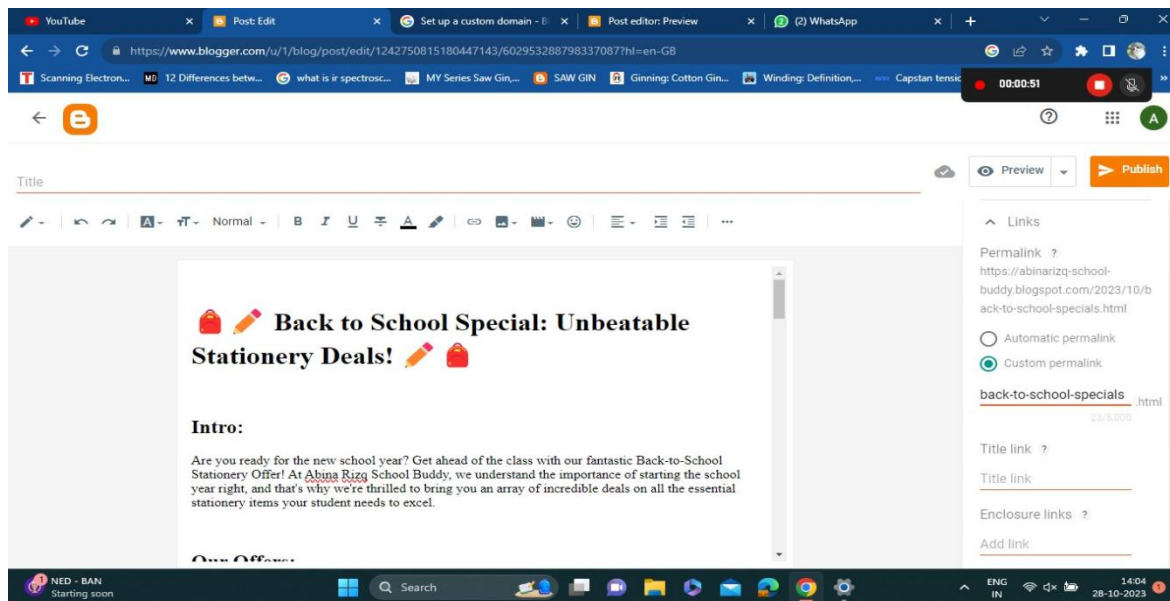 YouTube
Post: Edit
Set up a custom domain - B
Post editor: Preview
(2) WhatsApp
https://www.blogger.com/u/1/blog/post/edit/1242750815180447143/602953288798337087?hl=en-GB
Scanning Electron...
12 Differences betw...
what is ir spectrosc...
MY Series Saw Gin,...
SAW GIN
Ginning: Cotton Gin...
Winding: Definition,...
Capstan tensic
00:00:51
A
Title
Preview
Publish
Normal
B I U A
Links
Permalink ?
https://abinarizq-school-
buddy.blogspot.com/2023/10/b
ack-to-school-specials.html
Automatic permalink
Custom permalink
back-to-school-specials .html
23/8,000
Title link ?
Title link
Enclosure links ?
Add link
🎒 ✏️ Back to School Special: Unbeatable
Stationery Deals! ✏️ 🎒
Intro:
Are you ready for the new school year? Get ahead of the class with our fantastic Back-to-School
Stationery Offer! At Abina Rizq School Buddy, we understand the importance of starting the school
year right, and that's why we're thrilled to bring you an array of incredible deals on all the essential
stationery items your student needs to excel.
Our Offers:
NED - BAN
Starting soon
Search
ENG
IN
14:04
28-10-2023